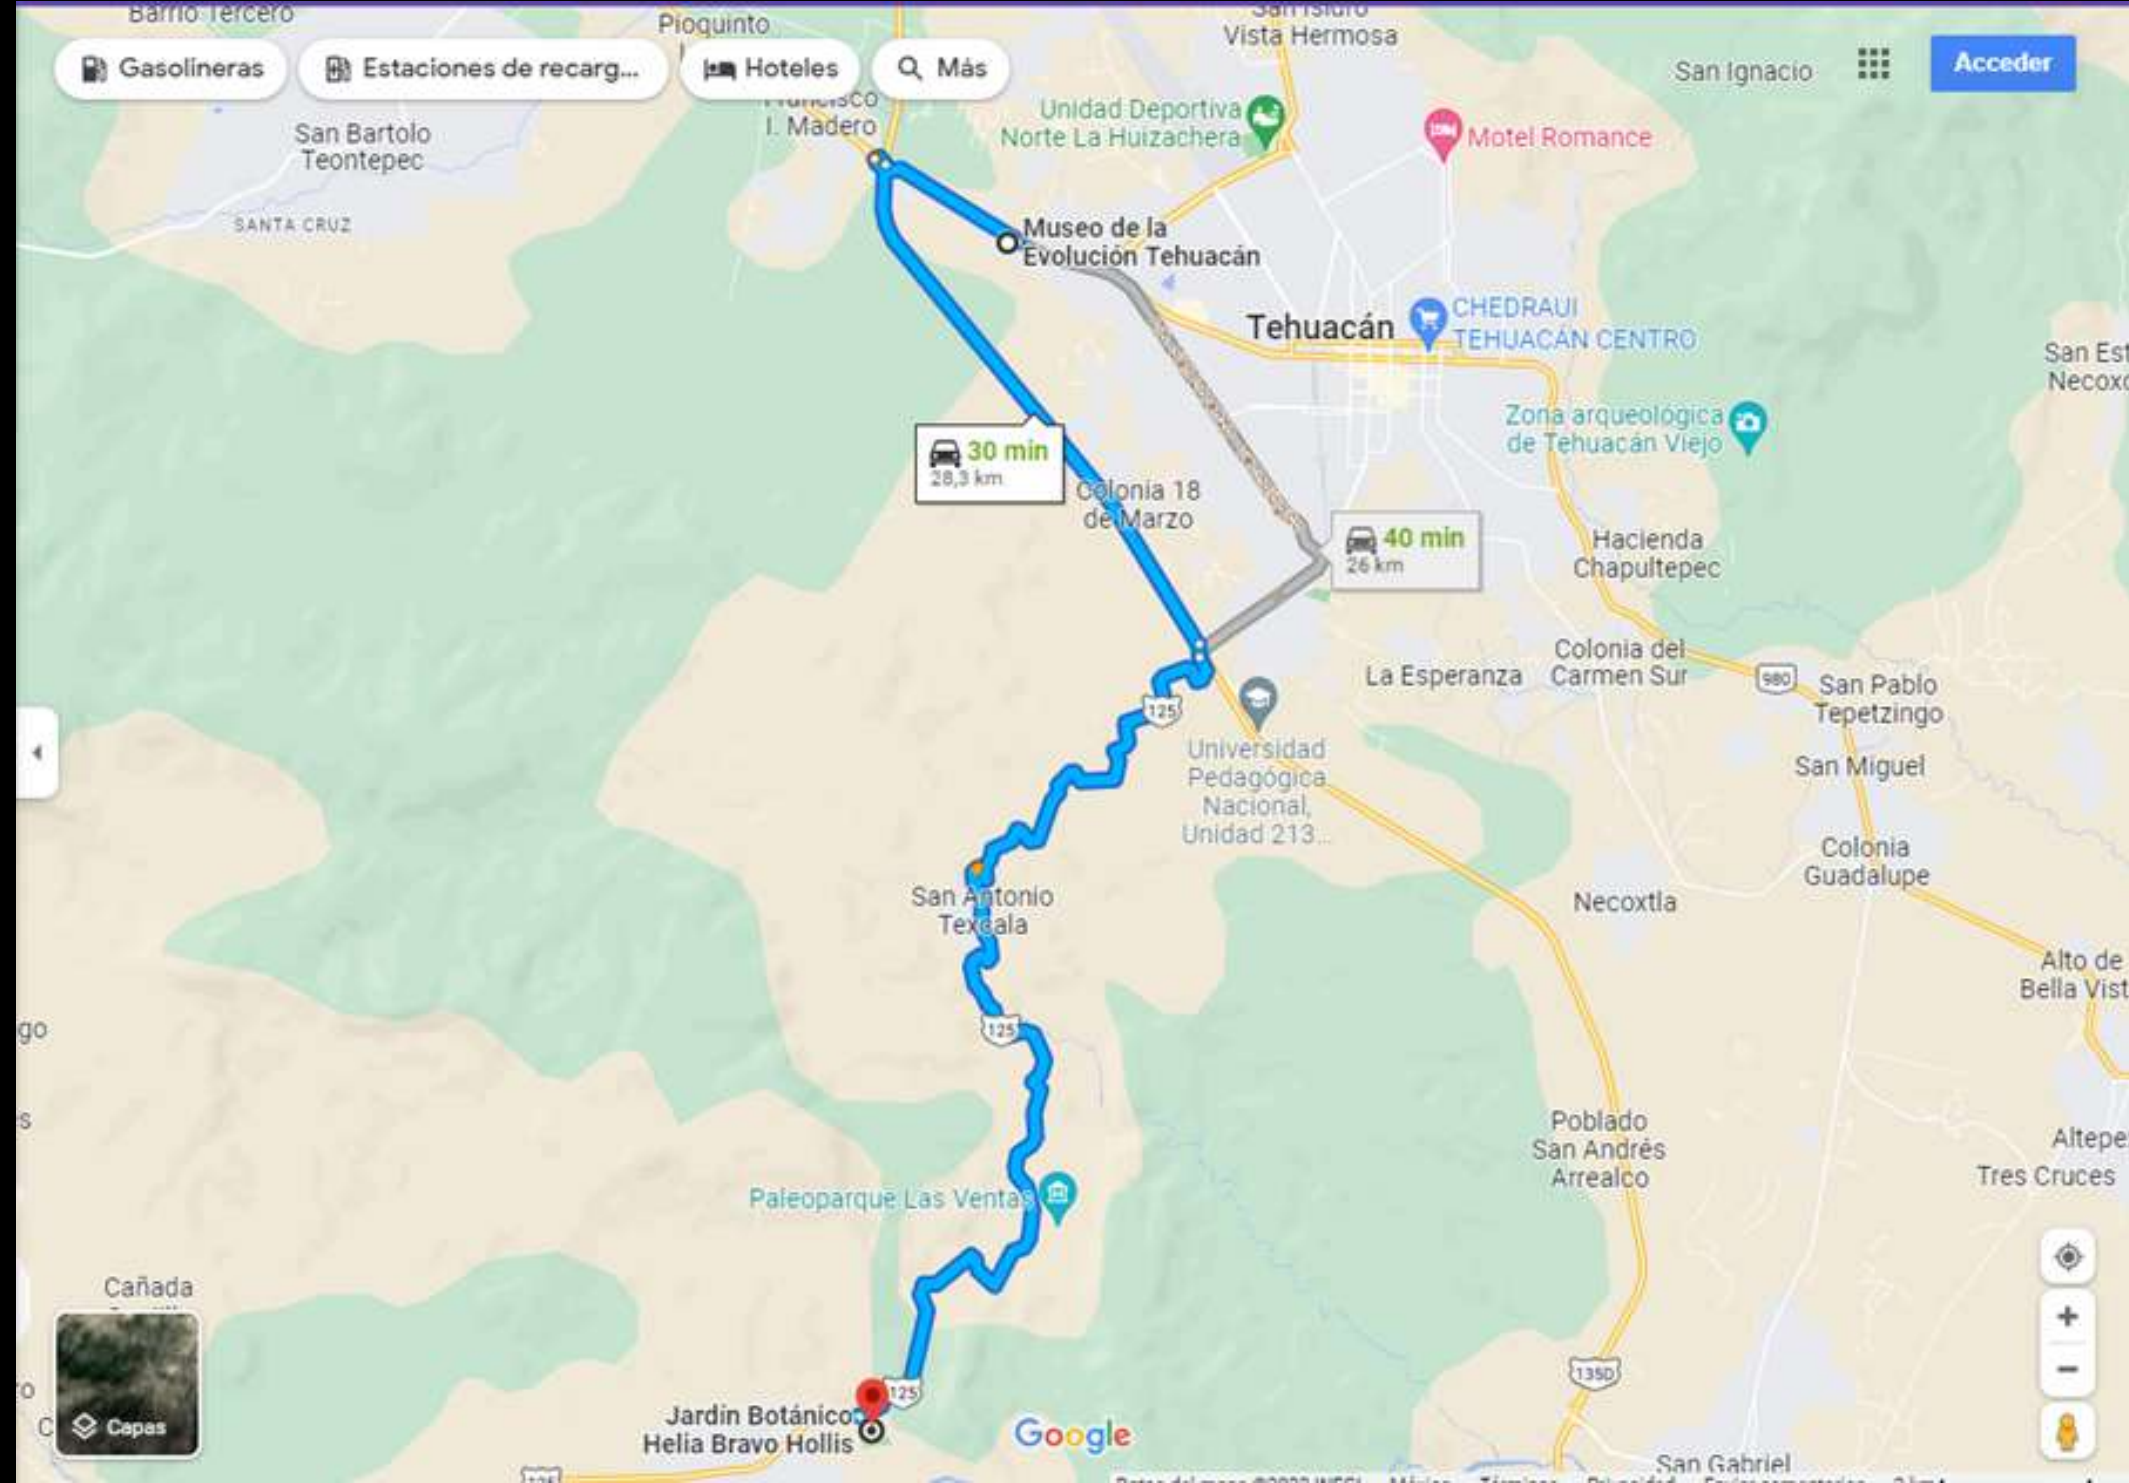 Barrio Tercero
Pioquinto
San Isidro
Vista Hermosa
Gasolineras
Estaciones de recarg...
Hoteles
Más
San Ignacio
Acceder
Francisco
I. Madero
San Bartolo
Teontepec
Unidad Deportiva
Norte La Huizachera
Motel Romance
SANTA CRUZ
Museo de la
Evolución Tehuacán
Tehuacán
CHEDRAUI
TEHUACÁN CENTRO
San Est
Necoxc
Zona arqueológica
de Tehuacán Viejo
30 min
28,3 km
Colonia 18
de Marzo
40 min
26 km
Hacienda
Chapultepec
La Esperanza
Colonia del
Carmen Sur
980
San Pablo
Tepetzingo
125
Universidad
Pedagógica
Nacional,
Unidad 213...
San Miguel
Colonia
Guadalupe
San Antonio
Texcala
Necoxtla
Alto de
Bella Vist
go
125
s
Poblado
San Andrés
Arrealco
Altepe
Tres Cruces
Paleoparque Las Ventas
Cañada
o
C
Capas
125
Jardín Botánico
Helia Bravo Hollis
Google
135D
San Gabriel
125